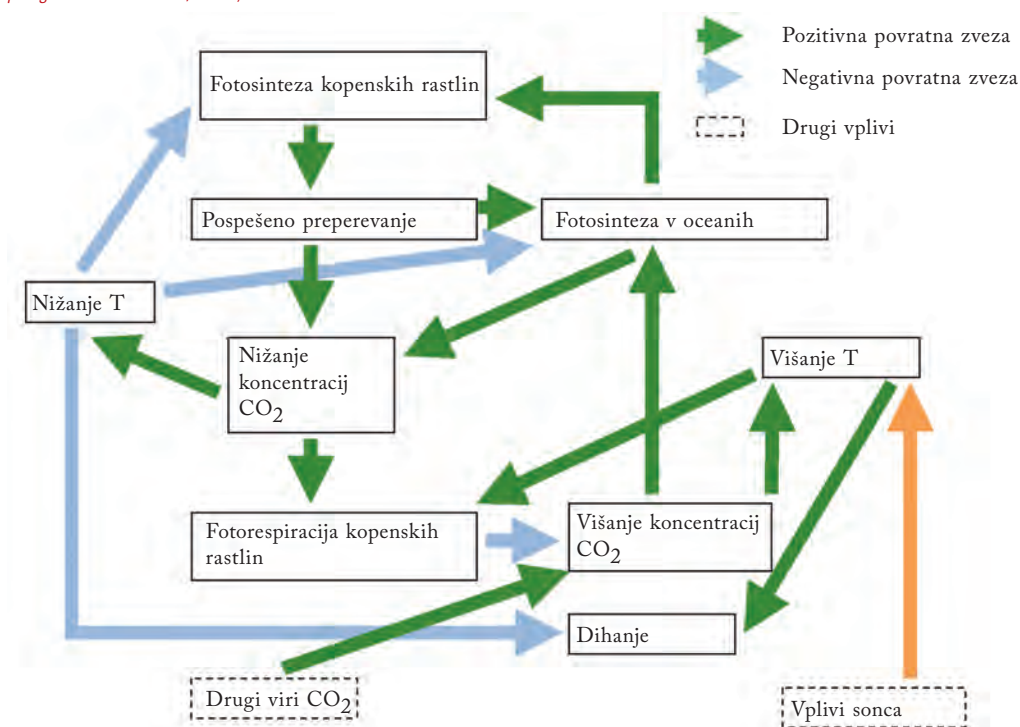 Pozitivna povratna zveza
Fotosinteza kopenskih rastlin
Negativna povratna zveza
Drugi vplivi
Pospešeno preperevanje
Fotosinteza v oceanih
Nižanje T
Nižanje
koncentracij
CO2
Višanje T
Fotorespiracija kopenskih
rastlin
Višanje koncentracij
CO2
Dihanje
Drugi viri CO2
Vplivi sonca